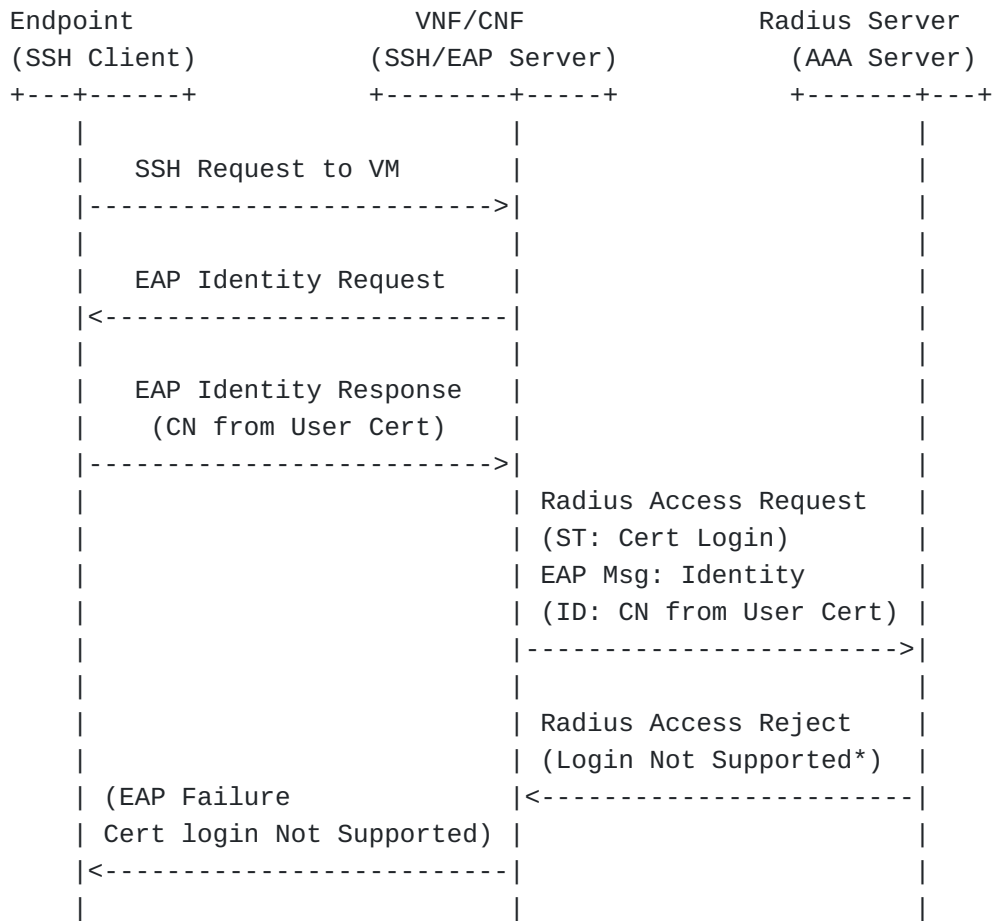 Endpoint                  VNF/CNF               Radius Server
(SSH Client)           (SSH/EAP Server)           (AAA Server)
+---+------+           +--------+-----+           +-------+---+
    |                           |                         |
    |   SSH Request to VM       |                         |
    |-------------------------->|                         |
    |                           |                         |
    |   EAP Identity Request    |                         |
    |<--------------------------|                         |
    |                           |                         |
    |   EAP Identity Response   |                         |
    |    (CN from User Cert)    |                         |
    |-------------------------->|                         |
    |                           | Radius Access Request   |
    |                           | (ST: Cert Login)        |
    |                           | EAP Msg: Identity       |
    |                           | (ID: CN from User Cert) |
    |                           |------------------------>|
    |                           |                         |
    |                           | Radius Access Reject    |
    |                           | (Login Not Supported*)  |
    | (EAP Failure              |<------------------------|
    | Cert login Not Supported) |                         |
    |<--------------------------|                         |
    |                           |                         |